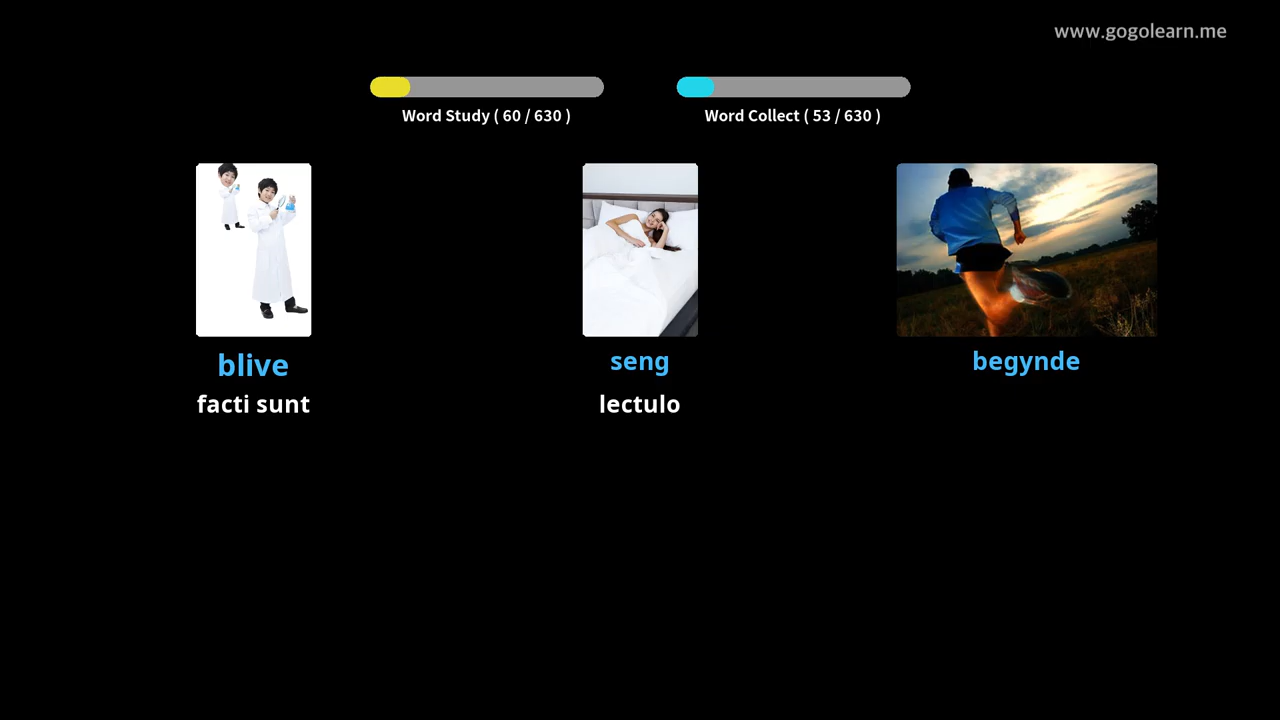 www.gogolearn.me
Word Study ( 60 / 630 )
Word Collect ( 53 / 630 )
blive
seng
begynde
facti sunt
lectulo